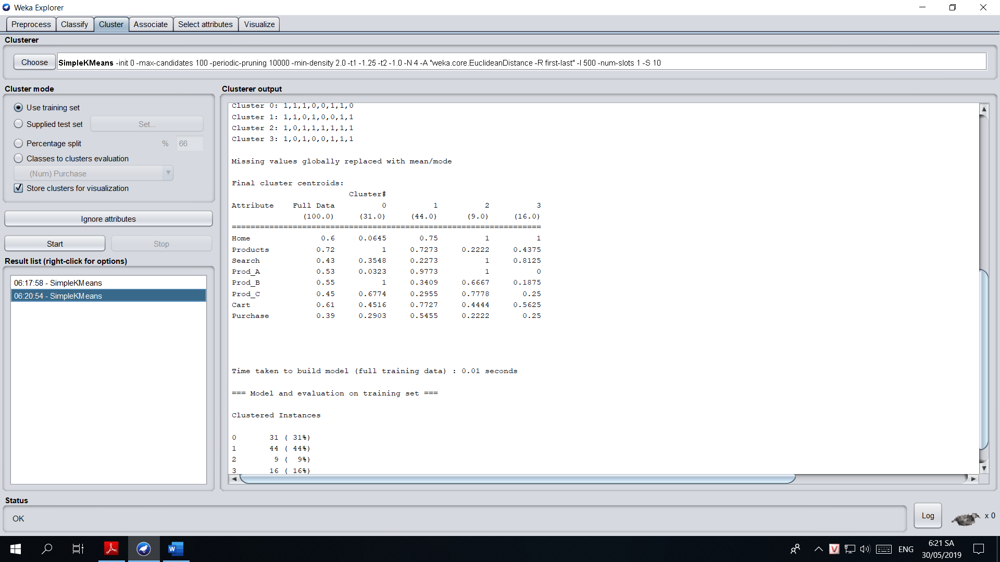 Weka Explorer
Preprocess Classify Cluster Associate Select attributes Visualize
Clusterer
Choose SimpleKMeans -init 0 -max-candidates 100 -periodic-pruning 10000 -min-density 2.0 -t1 -1.25 -t2 -1.0 -N 4 -A "weka.core.EuclideanDistance -R first-last" -I 500 -num-slots 1 -S 10
Cluster mode
Use training set
Supplied test set Set...
Percentage split % 66
Classes to clusters evaluation
(Num) Purchase
Store clusters for visualization
Ignore attributes
Start Stop
Result list (right-click for options)
06:17:58 - SimpleKMeans
06:20:54 - SimpleKMeans
Clusterer output
Cluster 0: 1,1,1,0,0,1,1,0
Cluster 1: 1,1,0,1,0,0,1,1
Cluster 2: 1,0,1,1,1,1,1,1
Cluster 3: 1,0,1,0,0,1,1,1
Missing values globally replaced with mean/mode
Final cluster centroids:
Cluster#
Attribute Full Data 0 1 2 3
(100.0) (31.0) (44.0) (9.0) (16.0)
==================================================================
Home 0.6 0.0645 0.75 1 1
Products 0.72 1 0.7273 0.2222 0.4375
Search 0.43 0.3548 0.2273 1 0.8125
Prod_A 0.53 0.0323 0.9773 1 0
Prod_B 0.55 1 0.3409 0.6667 0.1875
Prod_C 0.45 0.6774 0.2955 0.7778 0.25
Cart 0.61 0.4516 0.7727 0.4444 0.5625
Purchase 0.39 0.2903 0.5455 0.2222 0.25
Time taken to build model (full training data) : 0.01 seconds
=== Model and evaluation on training set ===
Clustered Instances
0 31 ( 31%)
1 44 ( 44%)
2 9 ( 9%)
3 16 ( 16%)
Status
OK
Log
x 0
ENG
6:21 SA
30/05/2019